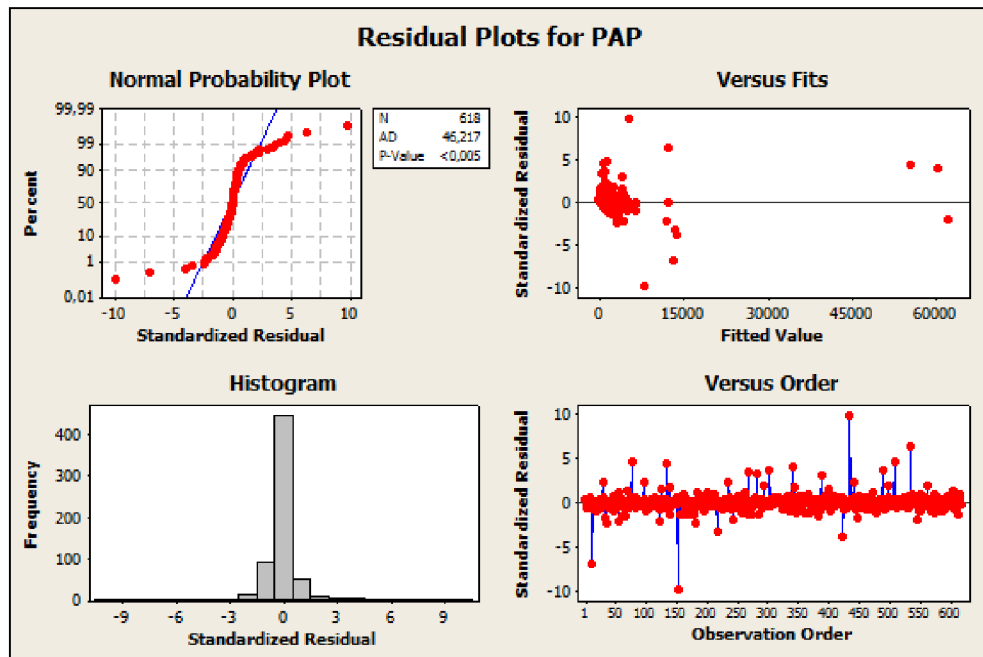 Residual Plots for PAP
Normal Probability Plot
99,99
99
90
50
10
1
0,01
Percent
-10 -5 0 5 10
Standardized Residual
N 618
AD 46,217
P-Value <0,005
Versus Fits
10
5
0
-5
-10
Standardized Residual
0 15000 30000 45000 60000
Fitted Value
Histogram
400
300
200
100
0
Frequency
-9 -6 -3 0 3 6 9
Standardized Residual
Versus Order
10
5
0
-5
-10
Standardized Residual
1 50 100 150 200 250 300 350 400 450 500 550 600
Observation Order